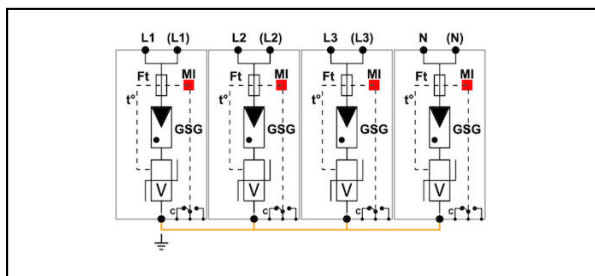 L1 (L1) L2 (L2) L3 (L3) N (N)
Ft MI Ft MI Ft MI Ft MI
t° t° t° t°
GSG GSG GSG GSG
V V V V
C C C C